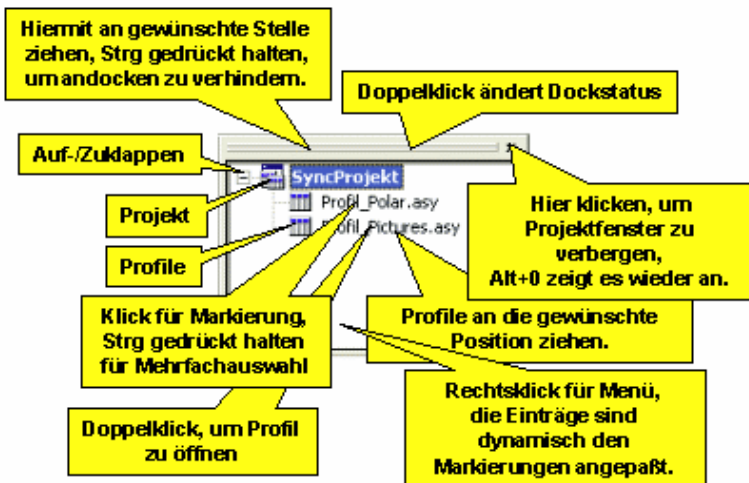 Hiermit an gewünschte Stelle
ziehen, Strg gedrückt halten,
um andocken zu verhindern.
Doppelklick ändert Dockstatus
Auf-/Zuklappen
SyncProjekt
Projekt
Profil_Polar.asy
Profile
Profil_Pictures.asy
Hier klicken, um
Projektfenster zu
verbergen,
Alt+0 zeigt es wieder an.
Klick für Markierung,
Strg gedrückt halten
für Mehrfachauswahl
Profile an die gewünschte
Position ziehen.
Doppelklick, um Profil
zu öffnen
Rechtsklick für Menü,
die Einträge sind
dynamisch den
Markierungen angepaßt.